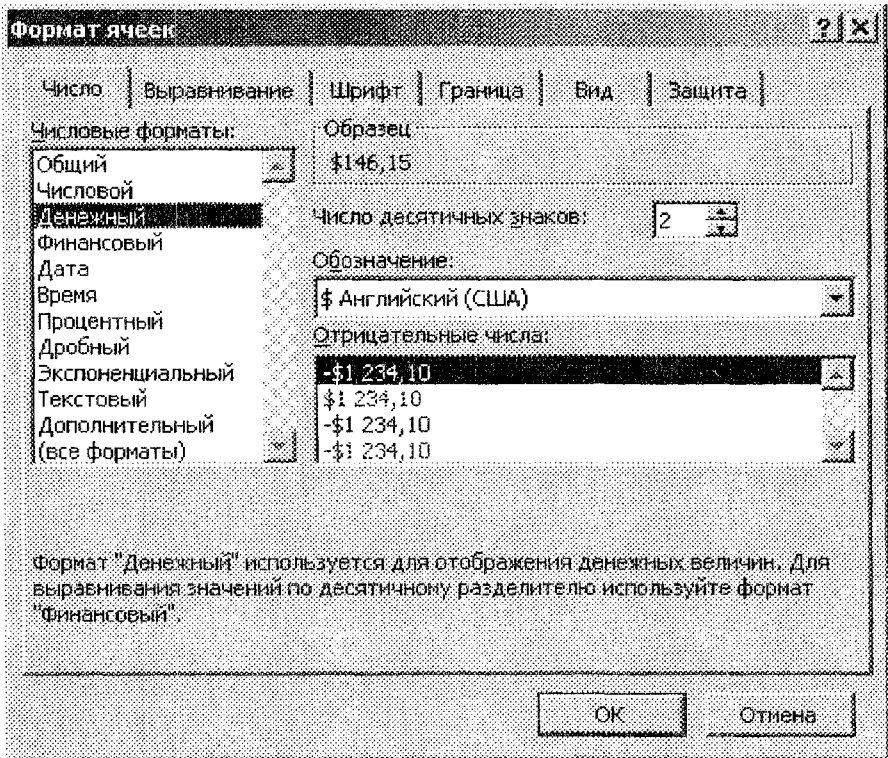 Формат ячеек
Число Выравнивание Шрифт Граница Вид Защита
Числовые форматы:
Общий
Числовой
Денежный
Финансовый
Дата
Время
Процентный
Дробный
Экспоненциальный
Текстовый
Дополнительный
(все форматы)
Образец
$146,15
Число десятичных знаков: 2
Обозначение:
$ Английский (США)
Отрицательные числа:
-$1 234,10
$1 234,10
-$1 234,10
-$1 234,10
Формат "Денежный" используется для отображения денежных величин. Для
выравнивания значений по десятичному разделителю используйте формат
"Финансовый".
ОК Отмена